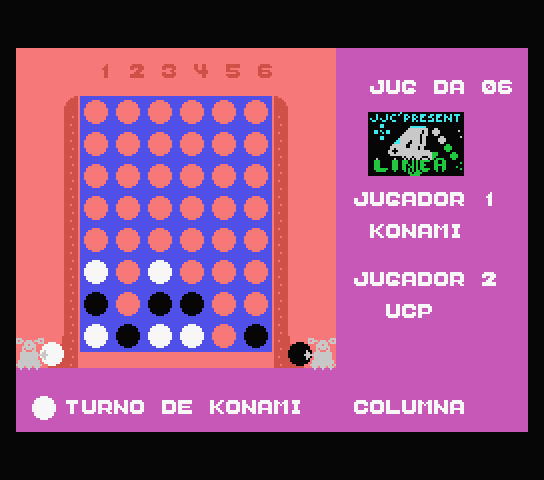 1 2 3 4 5 6
JUG DA 06
JJC PRESENT
4
LINEA
JUGADOR 1
KONAMI
JUGADOR 2
UCP
TURNO DE KONAMI COLUMNA